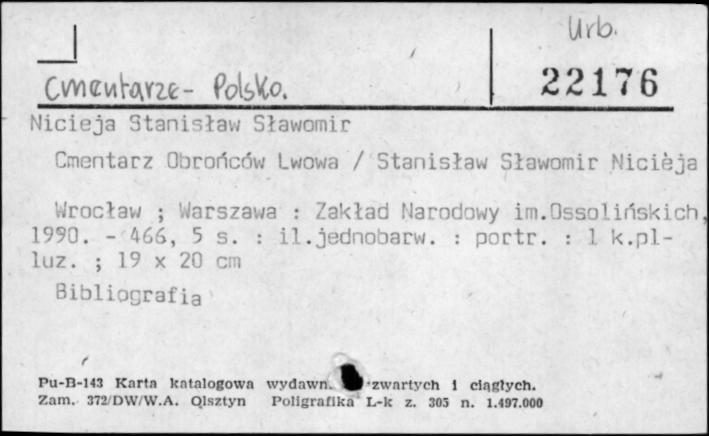 Urb.
Cmentarze- Polsko.
22176
Nicieja Stanisław Sławomir
Cmentarz Obrońców Lwowa / Stanisław Sławomir Nicieja
Wrocław ; Warszawa : Zakład Narodowy im.Ossolińskich,
1990. - 466, 5 s. : il.jednobarw. : portr. : 1 k.pl-
luz. ; 19 x 20 cm
Bibliografia
Pu-B-143 Karta katalogowa wydawn. zwartych i ciągłych.
Zam. 372/DW/W.A. Olsztyn Poligrafika L-k z. 305 n. 1.497.000